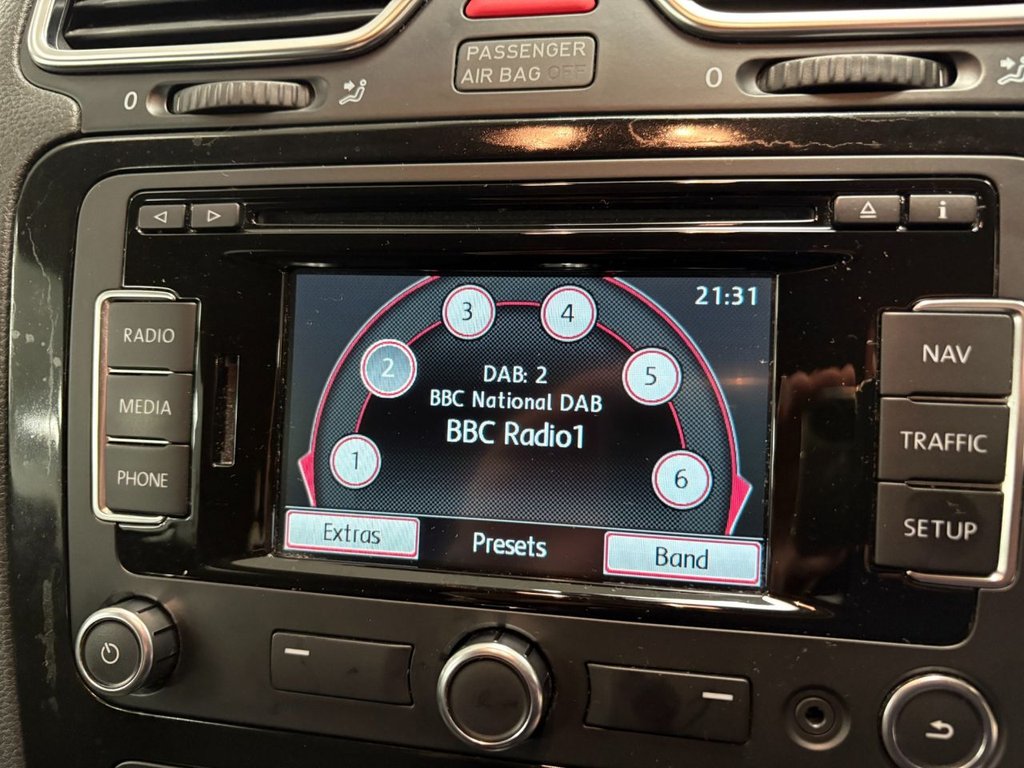 PASSENGER
AIR BAG OFF
0
0
i
RADIO
MEDIA
PHONE
21:31
1
2
3
4
5
6
DAB: 2
BBC National DAB
BBC Radio1
Extras
Presets
Band
NAV
TRAFFIC
SETUP